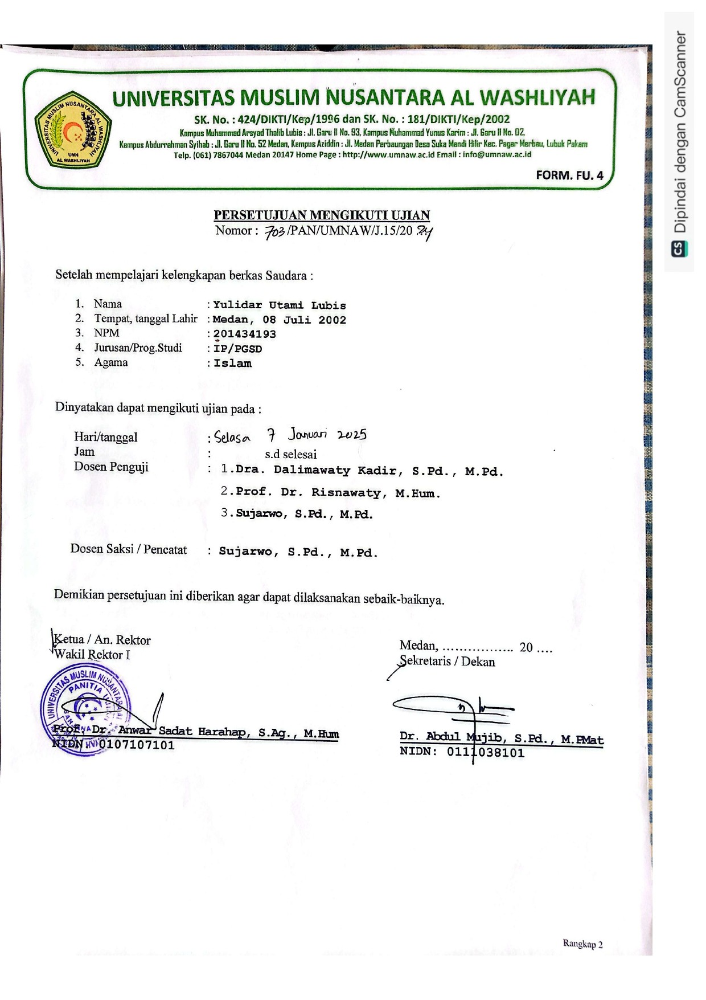 UNIVERSITAS MUSLIM NUSANTARA AL WASHLIYAH
SK. No. : 424/DIKTI/Kep/1996 dan SK. No. : 181/DIKTI/Kep/2002
Kampus Muhammad Arsyad Thalib Lubis : Jl. Garu II No. 93, Kampus Muhammad Yunus Karim : Jl. Garu II No. 02,
Kampus Abdurrahman Syihab : Jl. Garu II No. 52 Medan, Kampus Aziddin : Jl. Medan Perbaungan Desa Suka Mandi Hilir Kec. Pagar Merbau, Lubuk Pakam
Telp. (061) 7867044 Medan 20147 Home Page : http://www.umnaw.ac.id Email : info@umnaw.ac.id
FORM. FU. 4
UNIVERSITAS MUSLIM NUSANTARA AL WASHLIYAH
UMN
AL WASHLIYAH
PERSETUJUAN MENGIKUTI UJIAN
Nomor : 703/PAN/UMNAW/J.15/20 24
Setelah mempelajari kelengkapan berkas Saudara :
1. Nama : Yulidar Utami Lubis
2. Tempat, tanggal Lahir : Medan, 08 Juli 2002
3. NPM : 201434193
4. Jurusan/Prog.Studi : IP/PGSD
5. Agama : Islam
Dinyatakan dapat mengikuti ujian pada :
Hari/tanggal : Selasa 7 Januari 2025
Jam : s.d selesai
Dosen Penguji : 1. Dra. Dalimawaty Kadir, S.Pd., M.Pd.
2. Prof. Dr. Risnawaty, M.Hum.
3. Sujarwo, S.Pd., M.Pd.
Dosen Saksi / Pencatat : Sujarwo, S.Pd., M.Pd.
Demikian persetujuan ini diberikan agar dapat dilaksanakan sebaik-baiknya.
Ketua / An. Rektor
Wakil Rektor I
Medan, ................. 20 ....
Sekretaris / Dekan
UNIVERSITAS MUSLIM NUSANTARA AL
PANITIA
Prof. Dr. Anwar Sadat Harahap, S.Ag., M.Hum
NIDN 0107107101
Dr. Abdul Mujib, S.Pd., M.PMat
NIDN: 0111038101
Rangkap 2
CS Dipindai dengan CamScanner